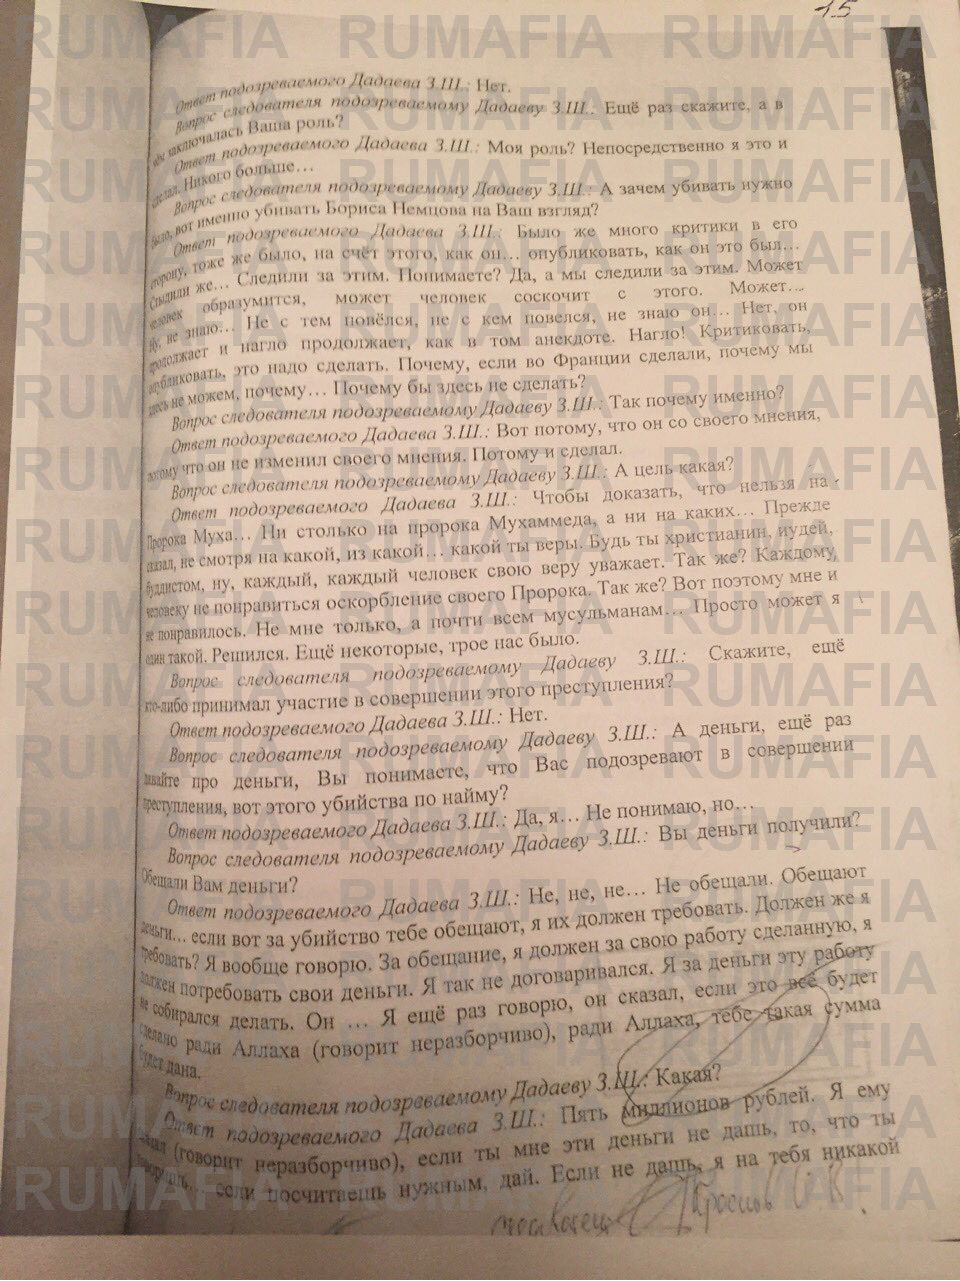 15
Ответ подозреваемого Дадаева З.Ш.: Нет.
Вопрос следователя подозреваемому Дадаеву З.Ш.: Ещё раз скажите, а в
чём заключалась Ваша роль?
Ответ подозреваемого Дадаева З.Ш.: Моя роль? Непосредственно я это и
сделал. Никого больше…
Вопрос следователя подозреваемому Дадаеву З.Ш.: А зачем убивать нужно
было, вот именно убивать Бориса Немцова на Ваш взгляд?
Ответ подозреваемого Дадаева З.Ш.: Было же много критики в его
сторону, тоже же было, на счёт этого, как он… опубликовать, как он это был…
Следили же… Следили за этим. Понимаете? Да, а мы следили за этим. Может
человек образумится, может человек соскочит с этого. Может…
Ну, не знаю… Не с тем повёлся, не с кем повелся, не знаю он… Нет, он
продолжает и нагло продолжает, как в том анекдоте. Нагло! Критиковать,
опубликовать, это надо сделать. Почему, если во Франции сделали, почему мы
здесь не можем, почему… Почему бы здесь не сделать?
Вопрос следователя подозреваемому Дадаеву З.Ш.: Так почему именно?
Ответ подозреваемого Дадаева З.Ш.: Вот потому, что он со своего мнения,
потому что он не изменил своего мнения. Потому и сделал.
Вопрос следователя подозреваемому Дадаеву З.Ш.: А цель какая?
Ответ подозреваемого Дадаева З.Ш.: Чтобы доказать, что нельзя на
Пророка Муха… Ни столько на пророка Мухаммеда, а ни на каких… Прежде
сказал, не смотря на какой, из какой… какой ты веры. Будь ты христианин, иудей,
буддистом, ну, каждый, каждый человек свою веру уважает. Так же? Каждому
человеку не понравиться оскорбление своего Пророка. Так же? Вот поэтому мне и
не понравилось. Не мне только, а почти всем мусульманам… Просто может я
один такой. Решился. Ещё некоторые, трое нас было.
Вопрос следователя подозреваемому Дадаеву З.Ш.: Скажите, ещё
кто-либо принимал участие в совершении этого преступления?
Ответ подозреваемого Дадаева З.Ш.: Нет.
Вопрос следователя подозреваемому Дадаеву З.Ш.: А деньги, ещё раз
давайте про деньги, Вы понимаете, что Вас подозревают в совершении
преступления, вот этого убийства по найму?
Ответ подозреваемого Дадаева З.Ш.: Да, я… Не понимаю, но…
Вопрос следователя подозреваемому Дадаеву З.Ш.: Вы деньги получили?
Обещали Вам деньги?
Ответ подозреваемого Дадаева З.Ш.: Не, не, не… Не обещали. Обещают
деньги… если вот за убийство тебе обещают, я их должен требовать. Должен же я
требовать? Я вообще говорю. За обещание, я должен за свою работу сделанную, я
должен потребовать свои деньги. Я так не договаривался. Я за деньги эту работу
не собирался делать. Он … Я ещё раз говорю, он сказал, если это всё будет
сделано ради Аллаха (говорит неразборчиво), ради Аллаха, тебе такая сумма
будет дана.
Вопрос следователя подозреваемому Дадаеву З.Ш.: Какая?
Ответ подозреваемого Дадаева З.Ш.: Пять миллионов рублей. Я ему
сказал (говорит неразборчиво), если ты мне эти деньги не дашь, то, что ты
говоришь… если посчитаешь нужным, дай. Если не дашь, я на тебя никакой